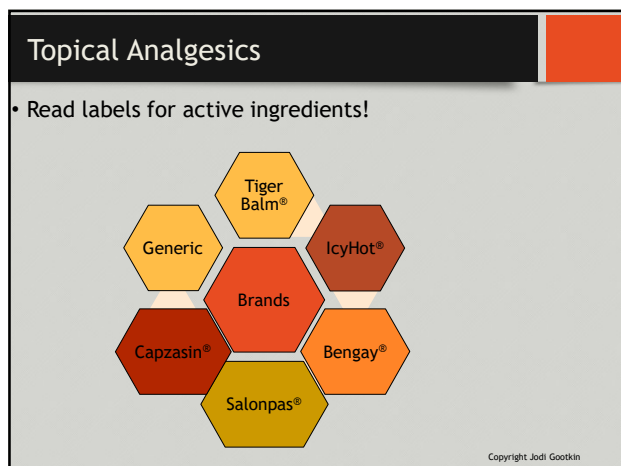 Topical Analgesics
• Read labels for active ingredients!
Tiger
Balm®
Generic
IcyHot®
Brands
Capzasin®
Bengay®
Salonpas®
Copyright Jodi Gootkin